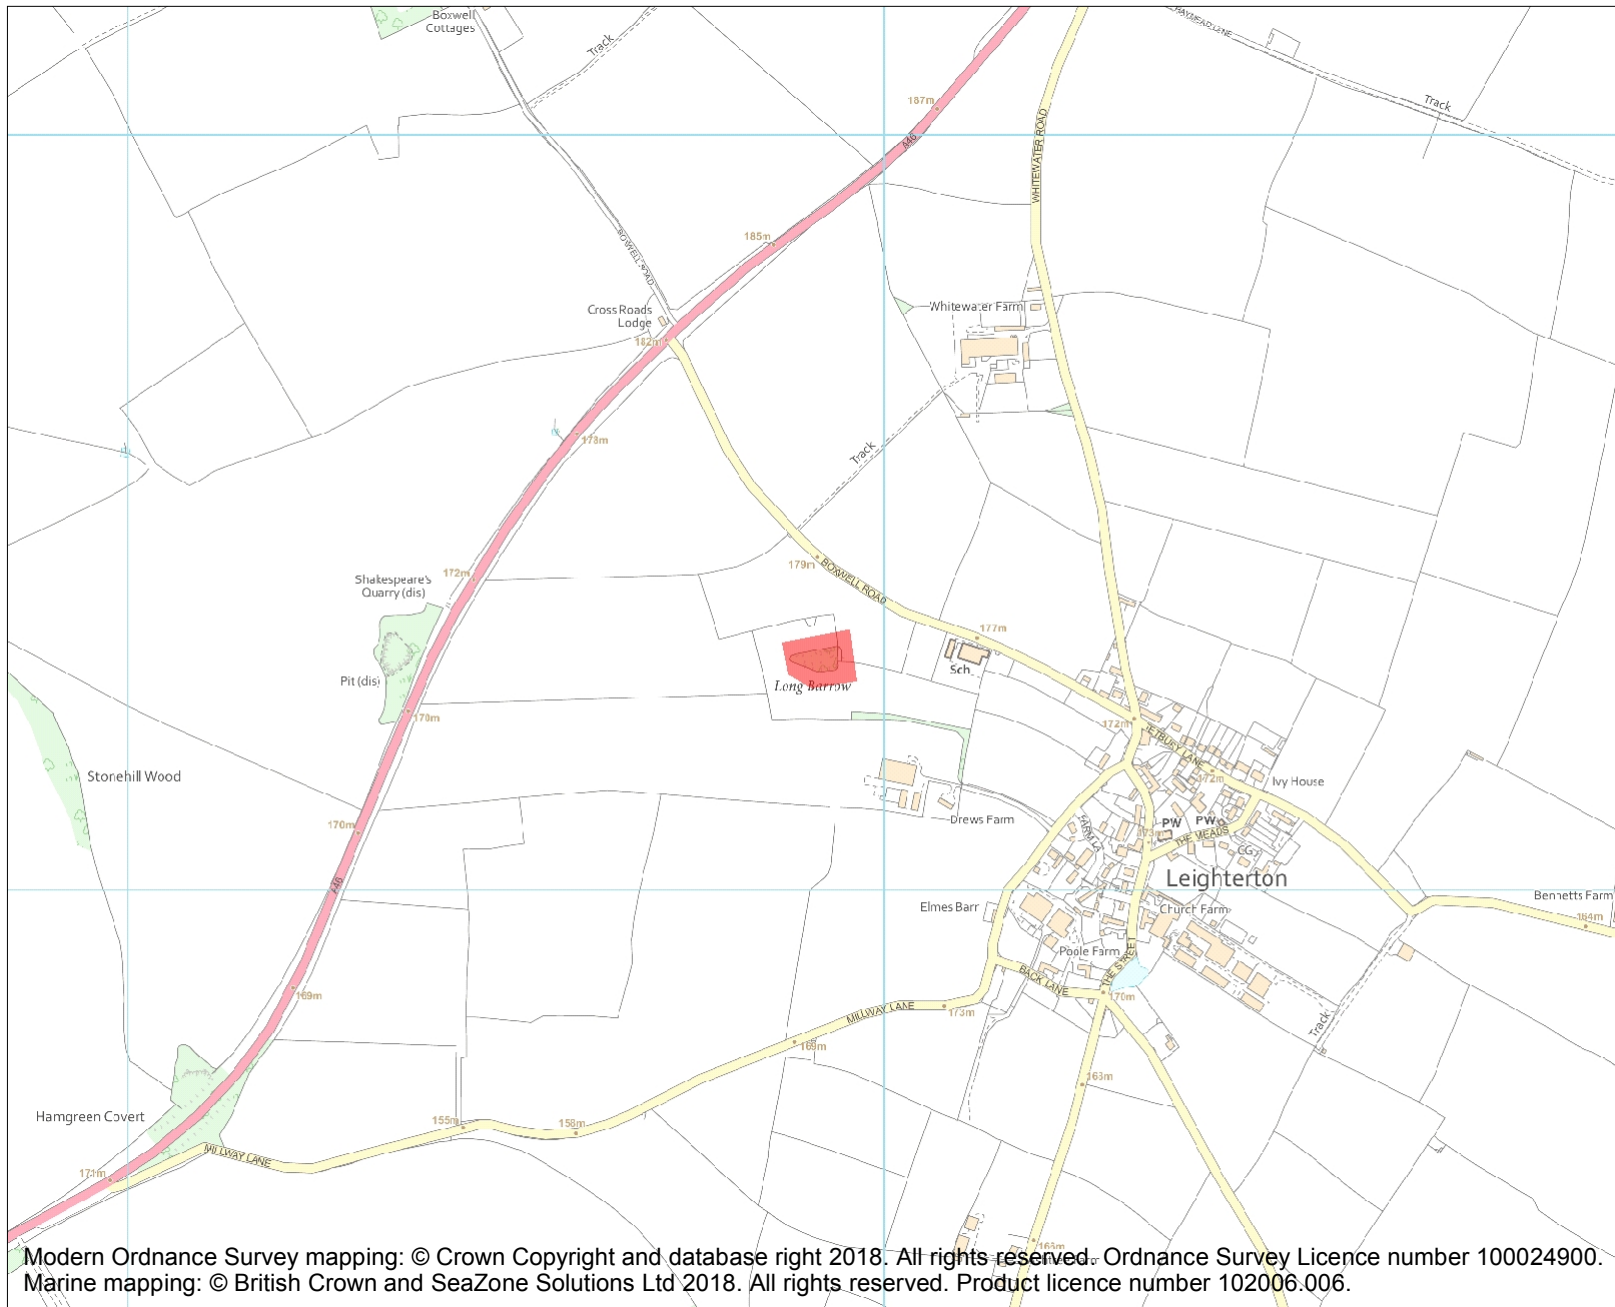 Boxwell
Cottages
Track
HAYMEAD LANE
Track
187m
A46
WHITEWATER ROAD
185m
BOXWELL ROAD
Cross Roads
Lodge
182m
Whitewater Farm
178m
Track
172m
Shakespeare's
Quarry (dis)
179m
BOXWELL ROAD
177m
Sch
Pit (dis)
Long Barrow
170m
172m
TETBURY LANE
Stonehill Wood
172m
Ivy House
170m
Drews Farm
FARM LA
PW
PW
173m
THE MEADS
CG
Leighterton
A46
Elmes Barr
Church Farm
Bennetts Farm
164m
Poole Farm
THE STREET
BACK LANE
170m
169m
MILLWAY LANE
173m
Track
169m
163m
Hamgreen Covert
155m
158m
MILLWAY LANE
171m
Modern Ordnance Survey mapping: © Crown Copyright and database right 2018. All rights reserved. Ordnance Survey Licence number 100024900.
Marine mapping: © British Crown and SeaZone Solutions Ltd 2018. All rights reserved. Product licence number 102006.006.